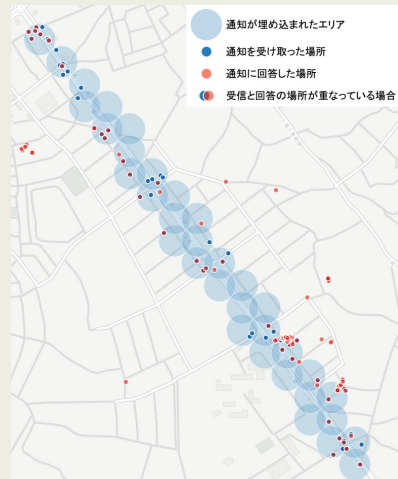 通知が埋め込まれたエリア
通知を受け取った場所
通知に回答した場所
受信と回答の場所が重なっている場合